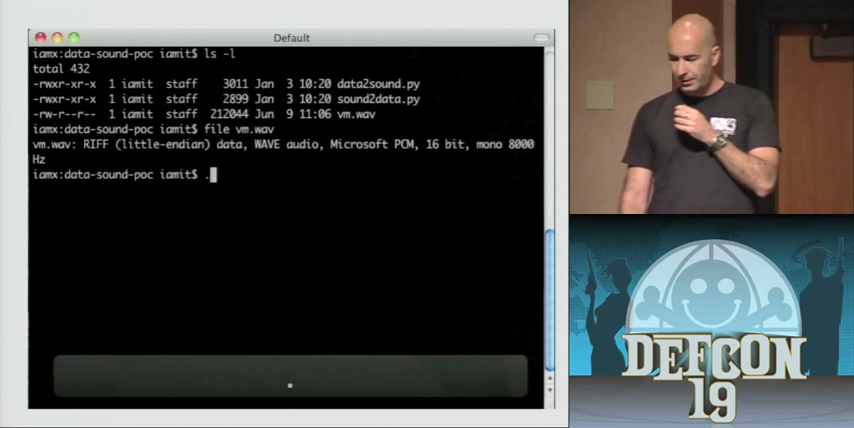 Default
iamx:data-sound-poc iamit$ ls -l
total 432
-rwxr-xr-x 1 iamit staff 3011 Jan 3 10:20 data2sound.py
-rwxr-xr-x 1 iamit staff 2899 Jan 3 10:20 sound2data.py
-rw-r--r-- 1 iamit staff 212044 Jun 9 11:06 vm.wav
iamx:data-sound-poc iamit$ file vm.wav
vm.wav: RIFF (little-endian) data, WAVE audio, Microsoft PCM, 16 bit, mono 8000
Hz
iamx:data-sound-poc iamit$ .
.
DEFCON
19